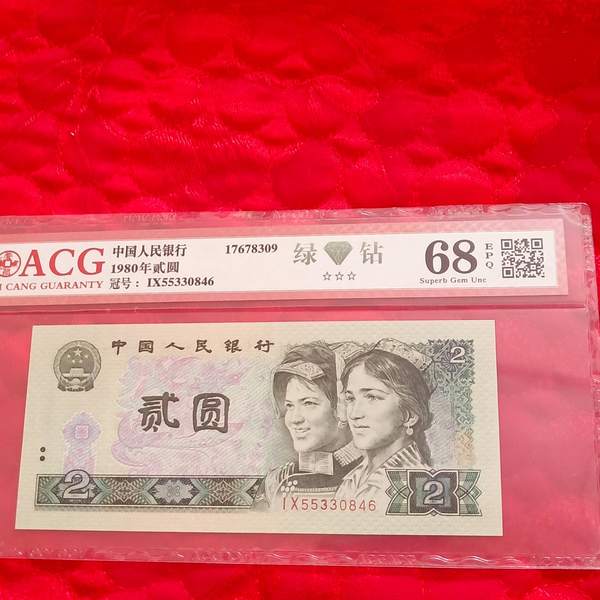 ACG
I CANG GUARANTY
中国人民银行
1980年贰圆
冠号: IX55330846
17678309
绿 钻
☆☆☆
68
EPQ
Superb Gem Unc
中国人民银行
贰圆
2
2
2
IX55330846